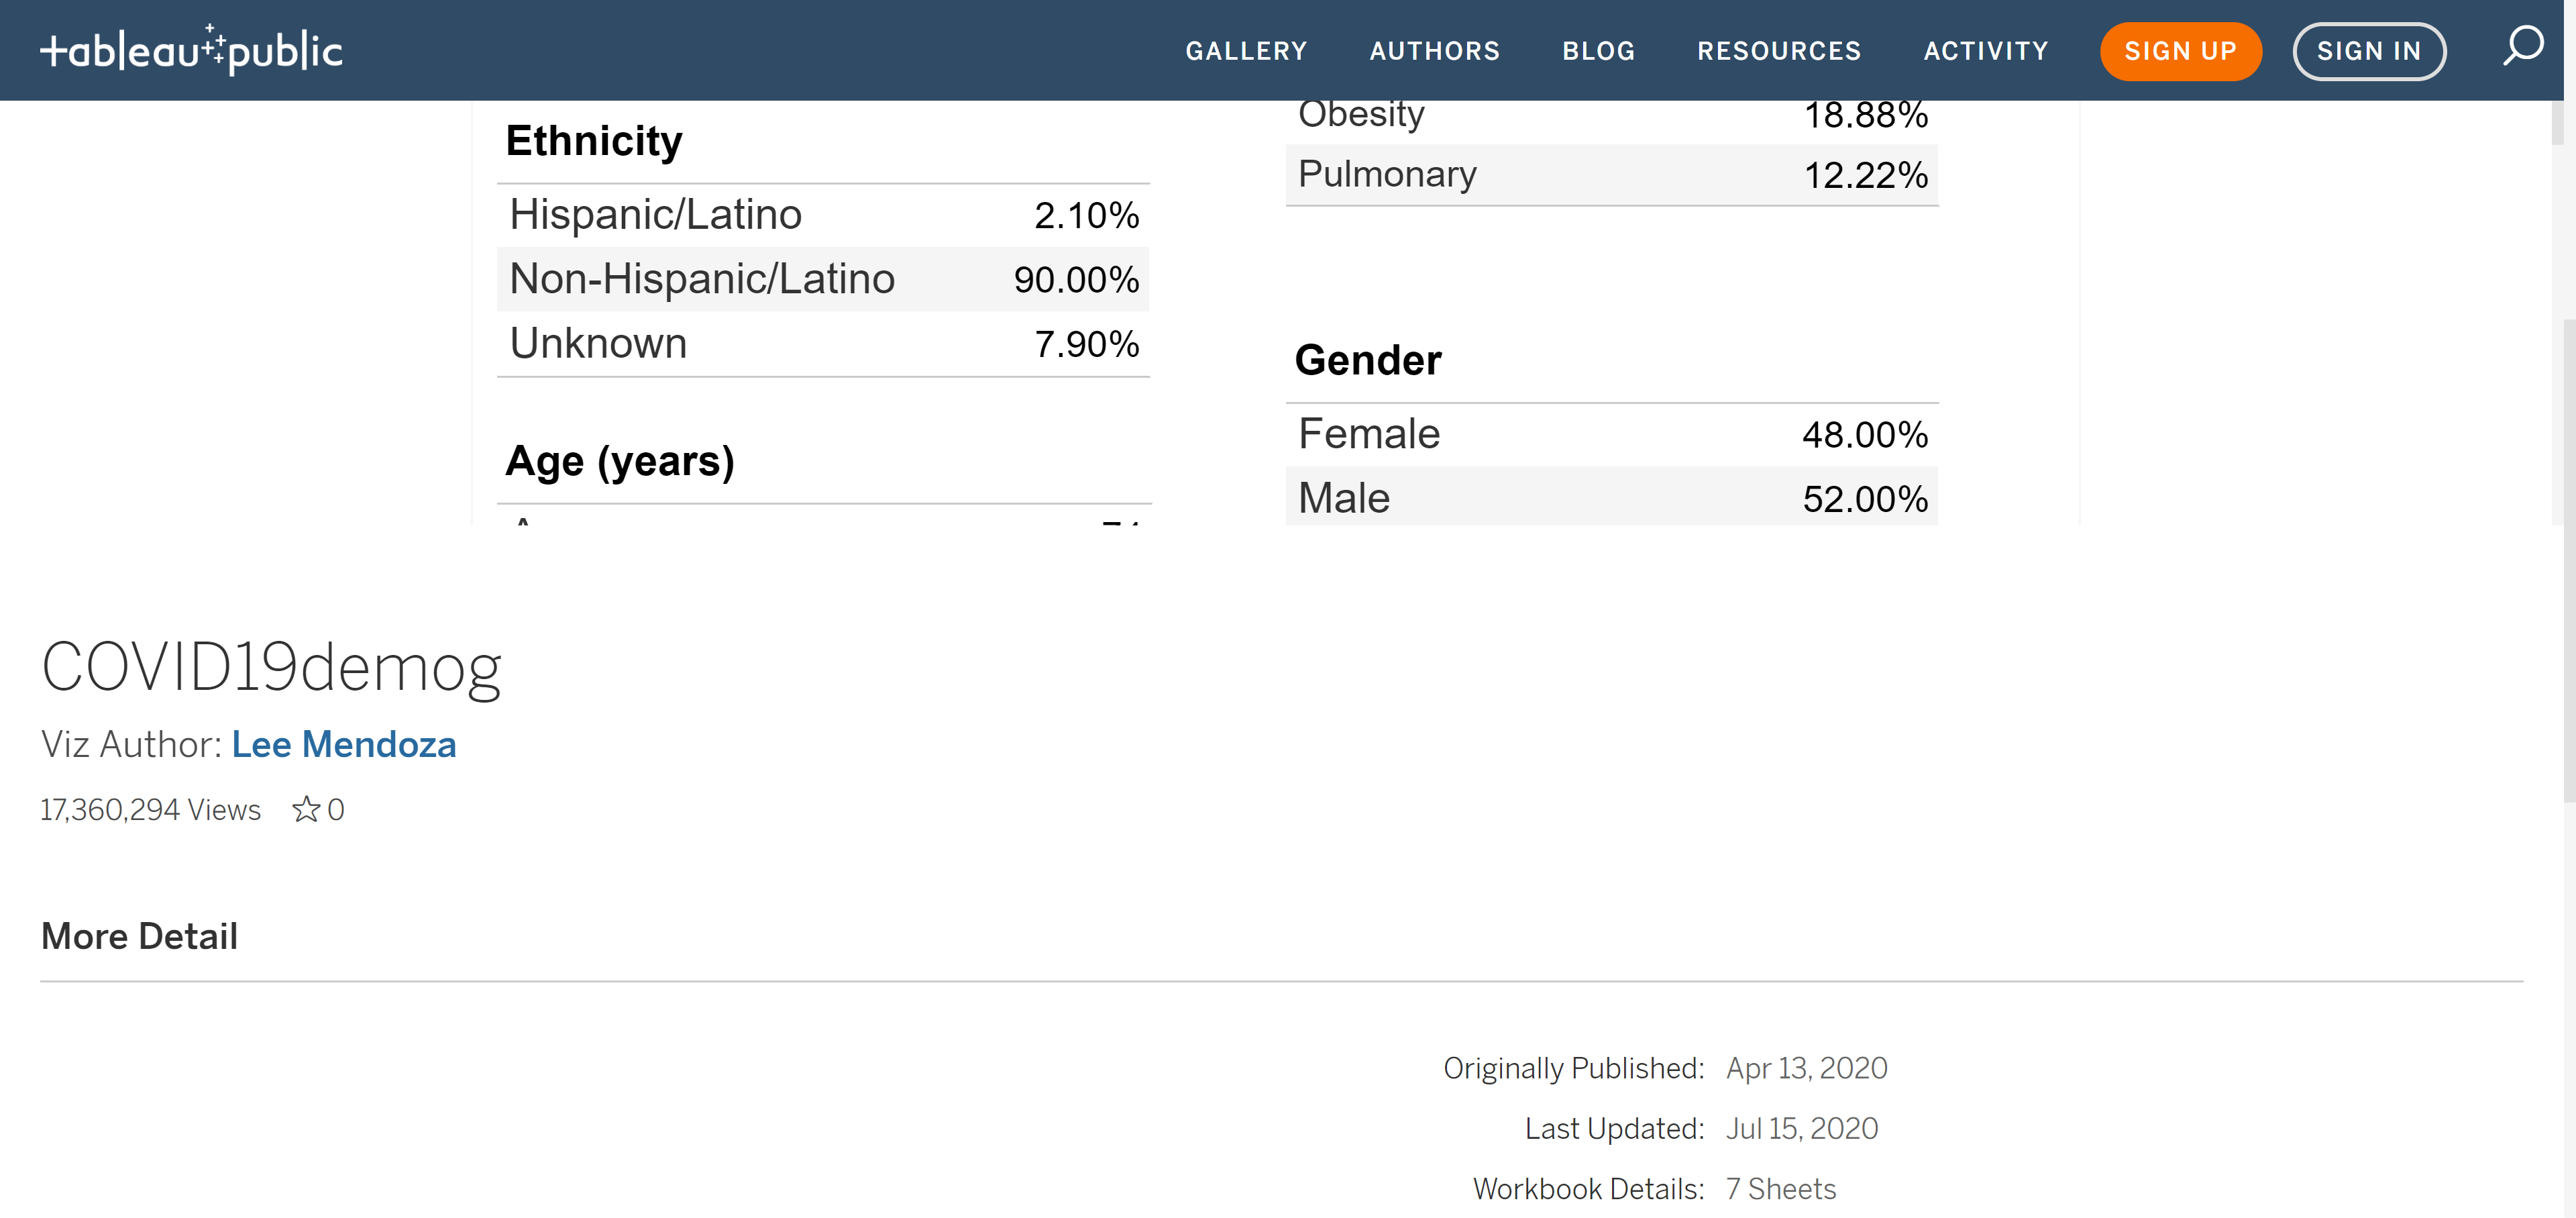 tableau public
GALLERY AUTHORS BLOG RESOURCES ACTIVITY SIGN UP SIGN IN
Ethnicity
Hispanic/Latino 2.10%
Non-Hispanic/Latino 90.00%
Unknown 7.90%
Age (years)
Obesity 18.88%
Pulmonary 12.22%
Gender
Female 48.00%
Male 52.00%
COVID19demog
Viz Author: Lee Mendoza
17,360,294 Views 0
More Detail
Originally Published: Apr 13, 2020
Last Updated: Jul 15, 2020
Workbook Details: 7 Sheets